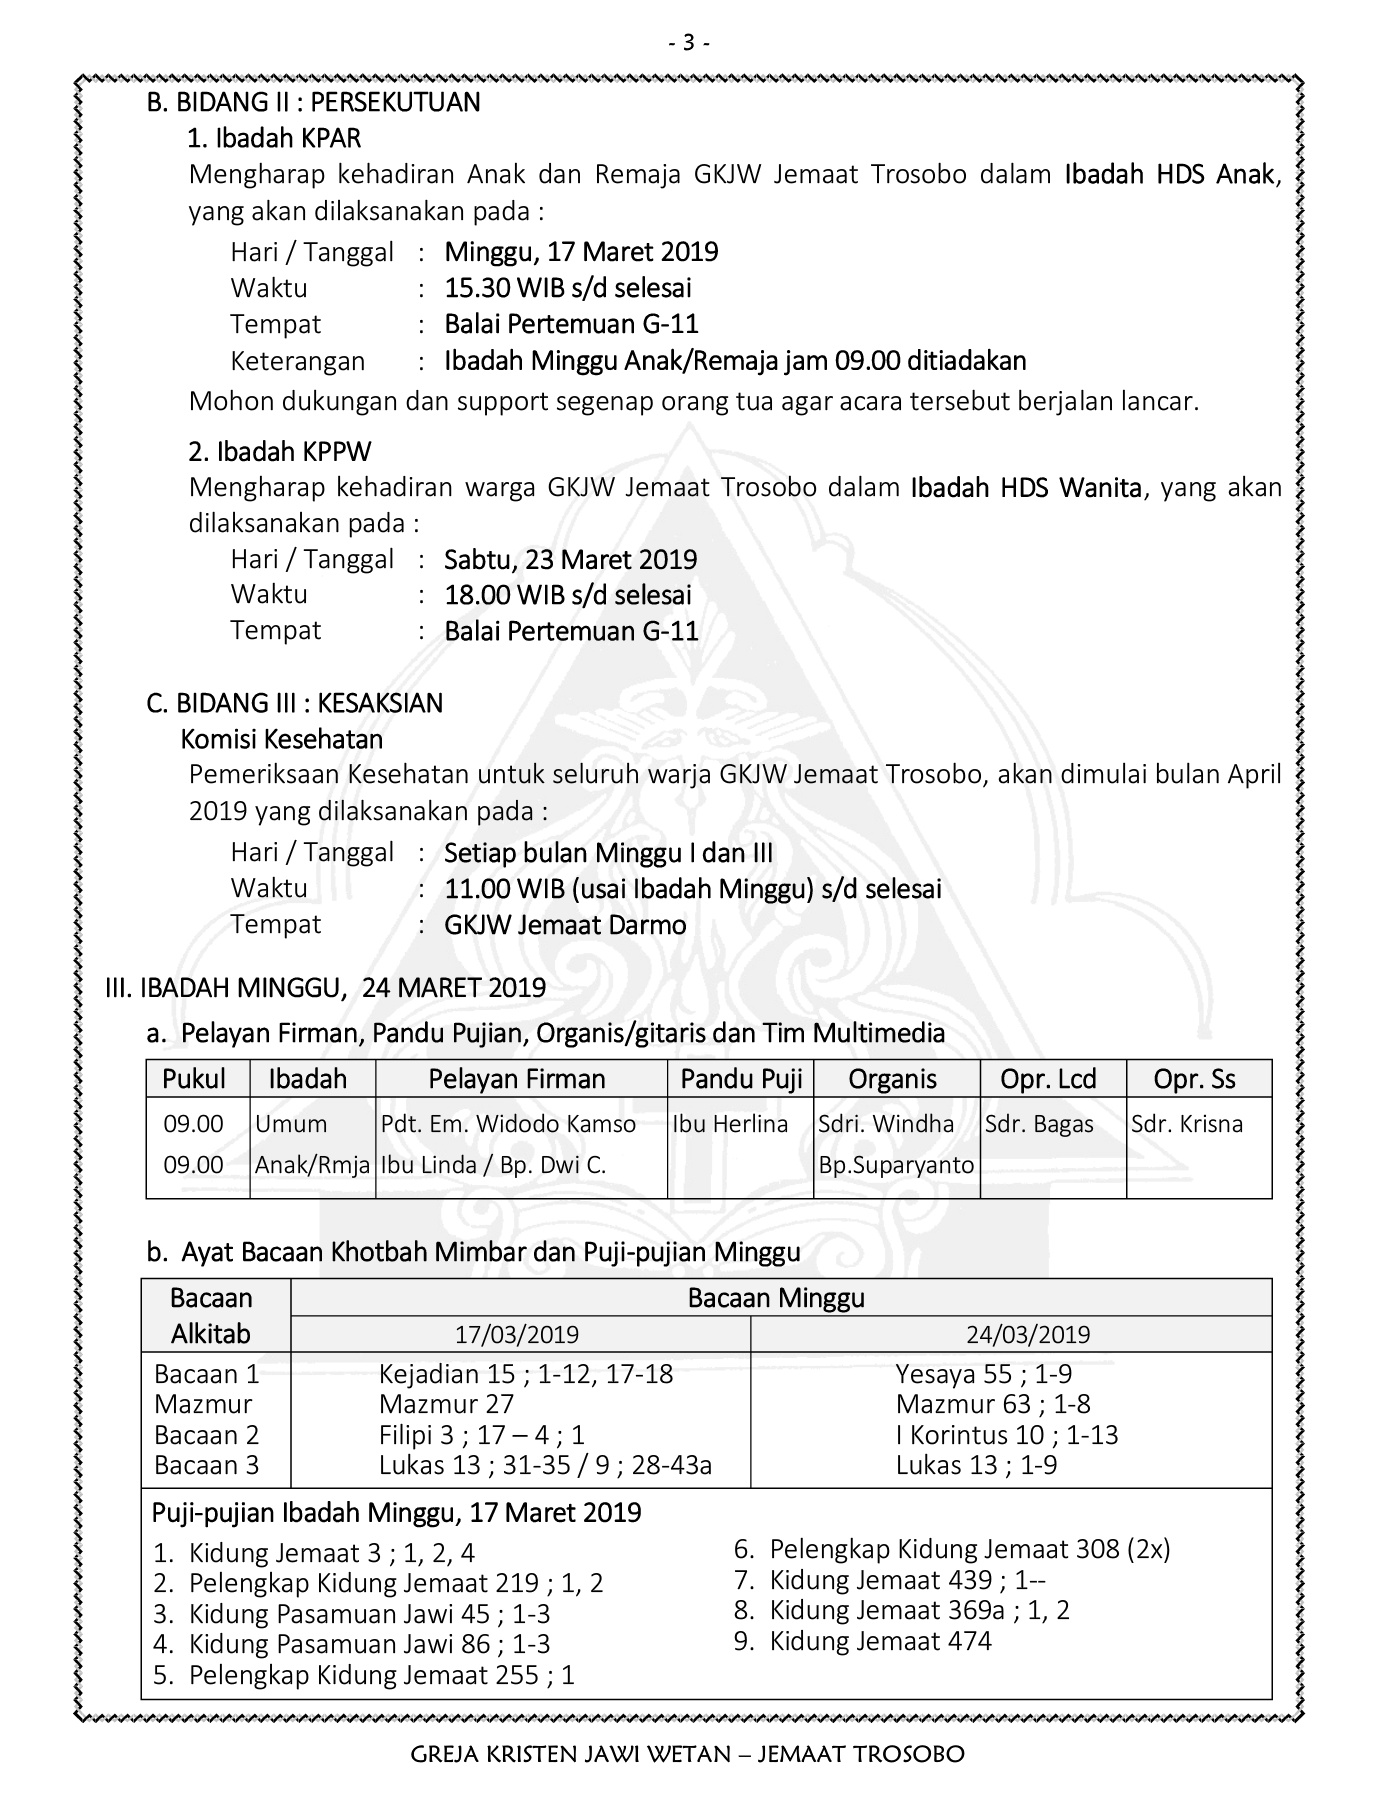 - 3 -
B. BIDANG II : PERSEKUTUAN
1. Ibadah KPAR
Mengharap kehadiran Anak dan Remaja GKJW Jemaat Trosobo dalam Ibadah HDS Anak,
yang akan dilaksanakan pada :
Hari / Tanggal : Minggu, 17 Maret 2019
Waktu : 15.30 WIB s/d selesai
Tempat : Balai Pertemuan G-11
Keterangan : Ibadah Minggu Anak/Remaja jam 09.00 ditiadakan
Mohon dukungan dan support segenap orang tua agar acara tersebut berjalan lancar.
2. Ibadah KPPW
Mengharap kehadiran warga GKJW Jemaat Trosobo dalam Ibadah HDS Wanita, yang akan
dilaksanakan pada :
Hari / Tanggal : Sabtu, 23 Maret 2019
Waktu : 18.00 WIB s/d selesai
Tempat : Balai Pertemuan G-11
C. BIDANG III : KESAKSIAN
Komisi Kesehatan
Pemeriksaan Kesehatan untuk seluruh warja GKJW Jemaat Trosobo, akan dimulai bulan April
2019 yang dilaksanakan pada :
Hari / Tanggal : Setiap bulan Minggu I dan III
Waktu : 11.00 WIB (usai Ibadah Minggu) s/d selesai
Tempat : GKJW Jemaat Darmo
III. IBADAH MINGGU, 24 MARET 2019
a. Pelayan Firman, Pandu Pujian, Organis/gitaris dan Tim Multimedia
Pukul Ibadah Pelayan Firman Pandu Puji Organis Opr. Lcd Opr. Ss
09.00 Umum Pdt. Em. Widodo Kamso Ibu Herlina Sdri. Windha Sdr. Bagas Sdr. Krisna
09.00 Anak/Rmja Ibu Linda / Bp. Dwi C. Bp.Suparyanto
b. Ayat Bacaan Khotbah Mimbar dan Puji-pujian Minggu
Bacaan Alkitab Bacaan Minggu
17/03/2019 24/03/2019
Bacaan 1 Kejadian 15 ; 1-12, 17-18 Yesaya 55 ; 1-9
Mazmur Mazmur 27 Mazmur 63 ; 1-8
Bacaan 2 Filipi 3 ; 17 – 4 ; 1 I Korintus 10 ; 1-13
Bacaan 3 Lukas 13 ; 31-35 / 9 ; 28-43a Lukas 13 ; 1-9
Puji-pujian Ibadah Minggu, 17 Maret 2019
1. Kidung Jemaat 3 ; 1, 2, 4
2. Pelengkap Kidung Jemaat 219 ; 1, 2
3. Kidung Pasamuan Jawi 45 ; 1-3
4. Kidung Pasamuan Jawi 86 ; 1-3
5. Pelengkap Kidung Jemaat 255 ; 1
6. Pelengkap Kidung Jemaat 308 (2x)
7. Kidung Jemaat 439 ; 1--
8. Kidung Jemaat 369a ; 1, 2
9. Kidung Jemaat 474
GREJA KRISTEN JAWI WETAN – JEMAAT TROSOBO